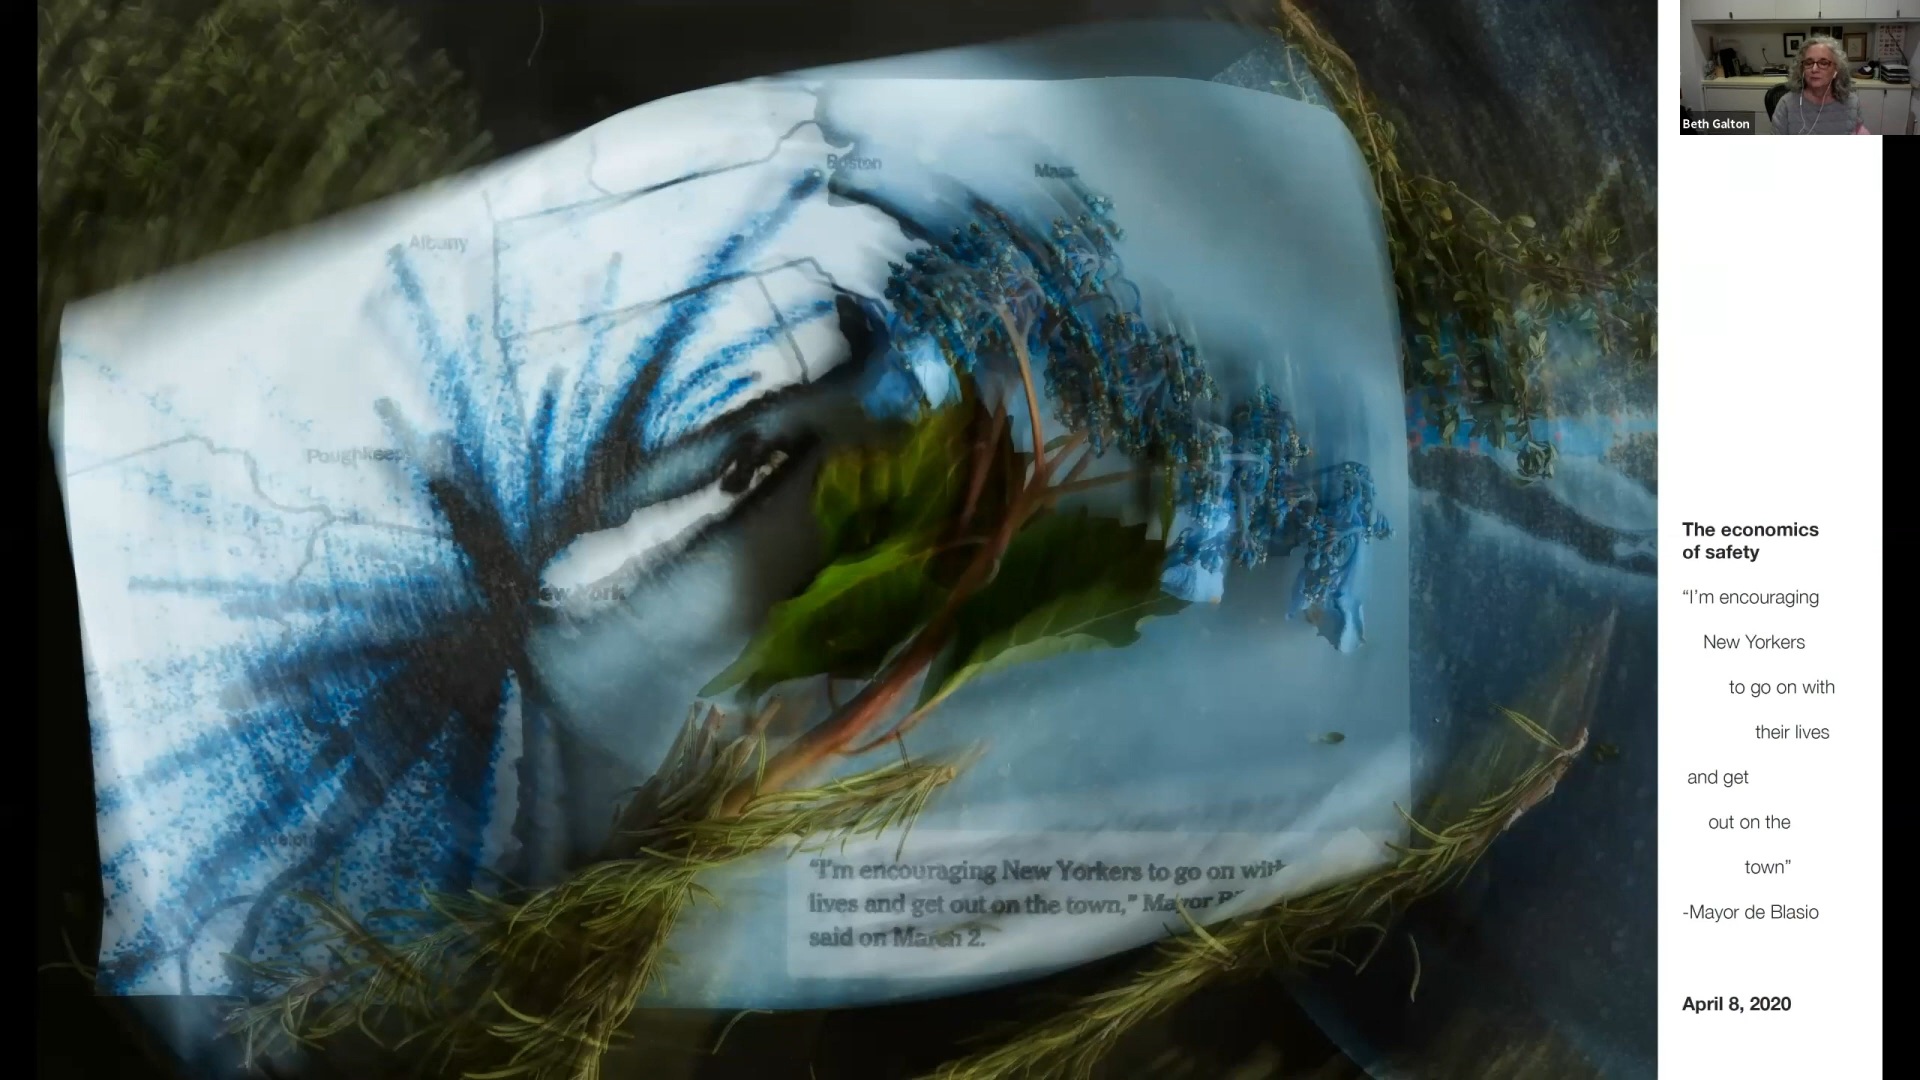 Beth Galton
Boston
Mass.
Albany
Poughkeep
ew York
"I'm encouraging New Yorkers to go on with
lives and get out on the town," Mayor
said on March 2.
The economics
of safety
“I’m encouraging
New Yorkers
to go on with
their lives
and get
out on the
town”
-Mayor de Blasio
April 8, 2020